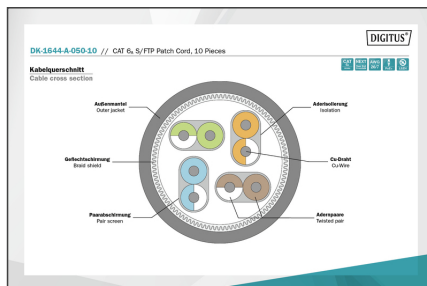 DIGITUS®
DK-1644-A-050-10 // CAT 6A S/FTP Patch Cord, 10 Pieces
Kabelquerschnitt
Cable cross section
Außenmantel
Outer jacket
Aderisolierung
Isolation
Geflechtschirmung
Braid shield
Cu-Draht
Cu-Wire
Paarabschirmung
Pair screen
Adernpaare
Twisted pair